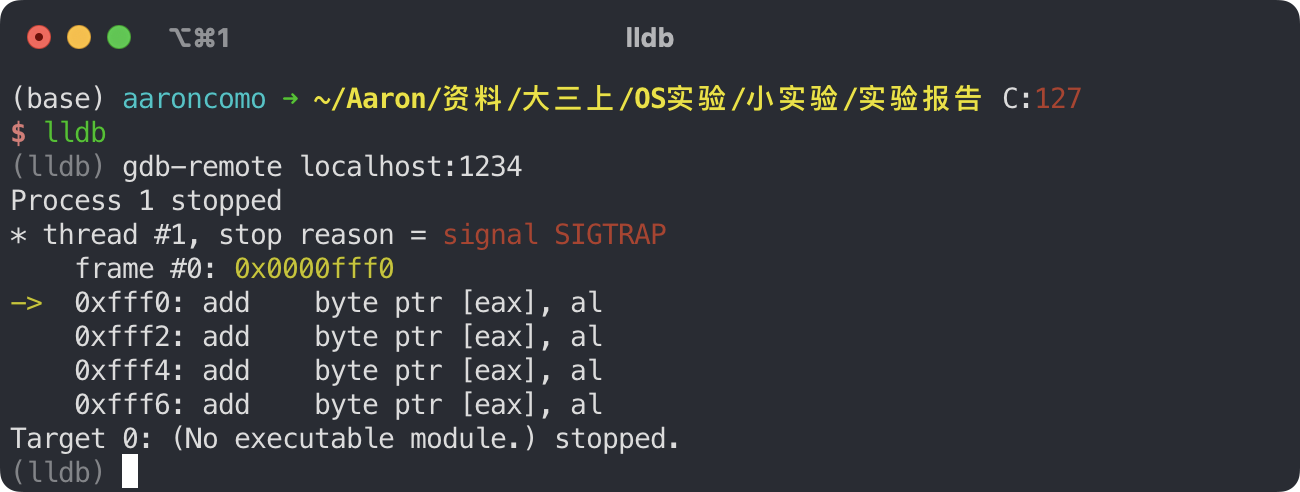 ⌥⌘1 lldb
(base) aaroncomo → ~/Aaron/资料/大三上/OS实验/小实验/实验报告 C:127
$ lldb
(lldb) gdb-remote localhost:1234
Process 1 stopped
* thread #1, stop reason = signal SIGTRAP
    frame #0: 0x0000fff0
->  0xfff0: add    byte ptr [eax], al
    0xfff2: add    byte ptr [eax], al
    0xfff4: add    byte ptr [eax], al
    0xfff6: add    byte ptr [eax], al
Target 0: (No executable module.) stopped.
(lldb)